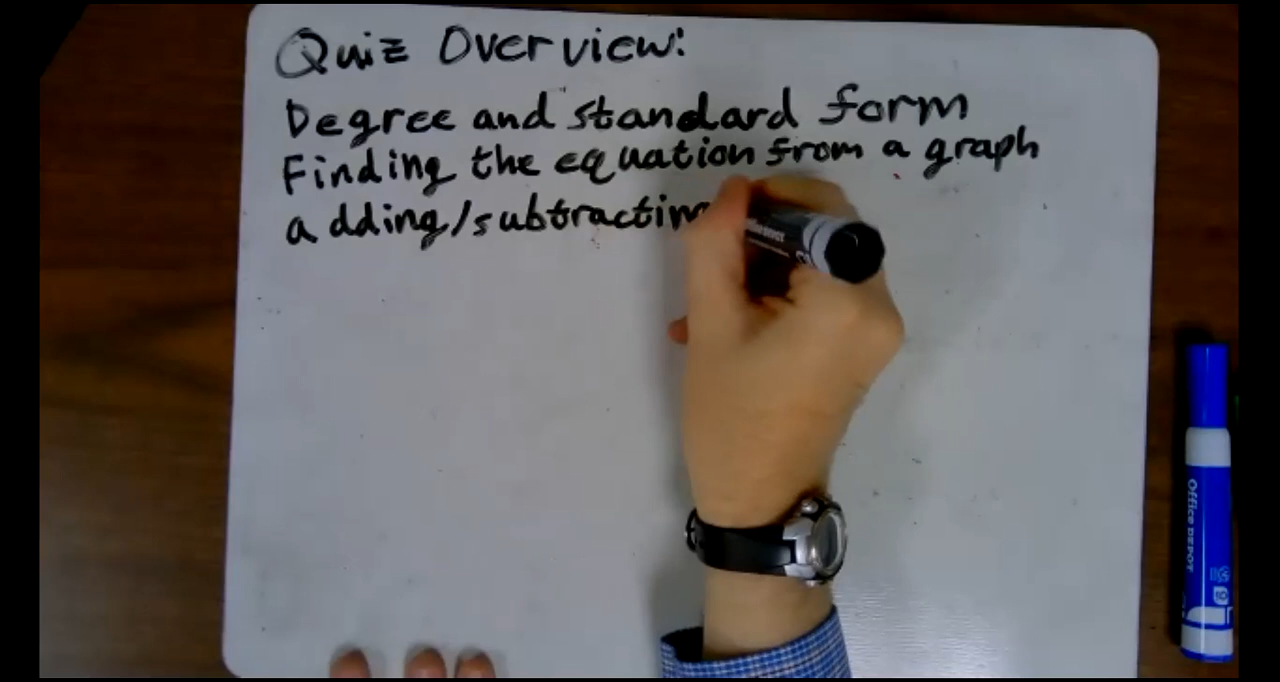 Quiz Overview:
Degree and standard form
Finding the equation from a graph
adding/subtractin
Office DEPOT